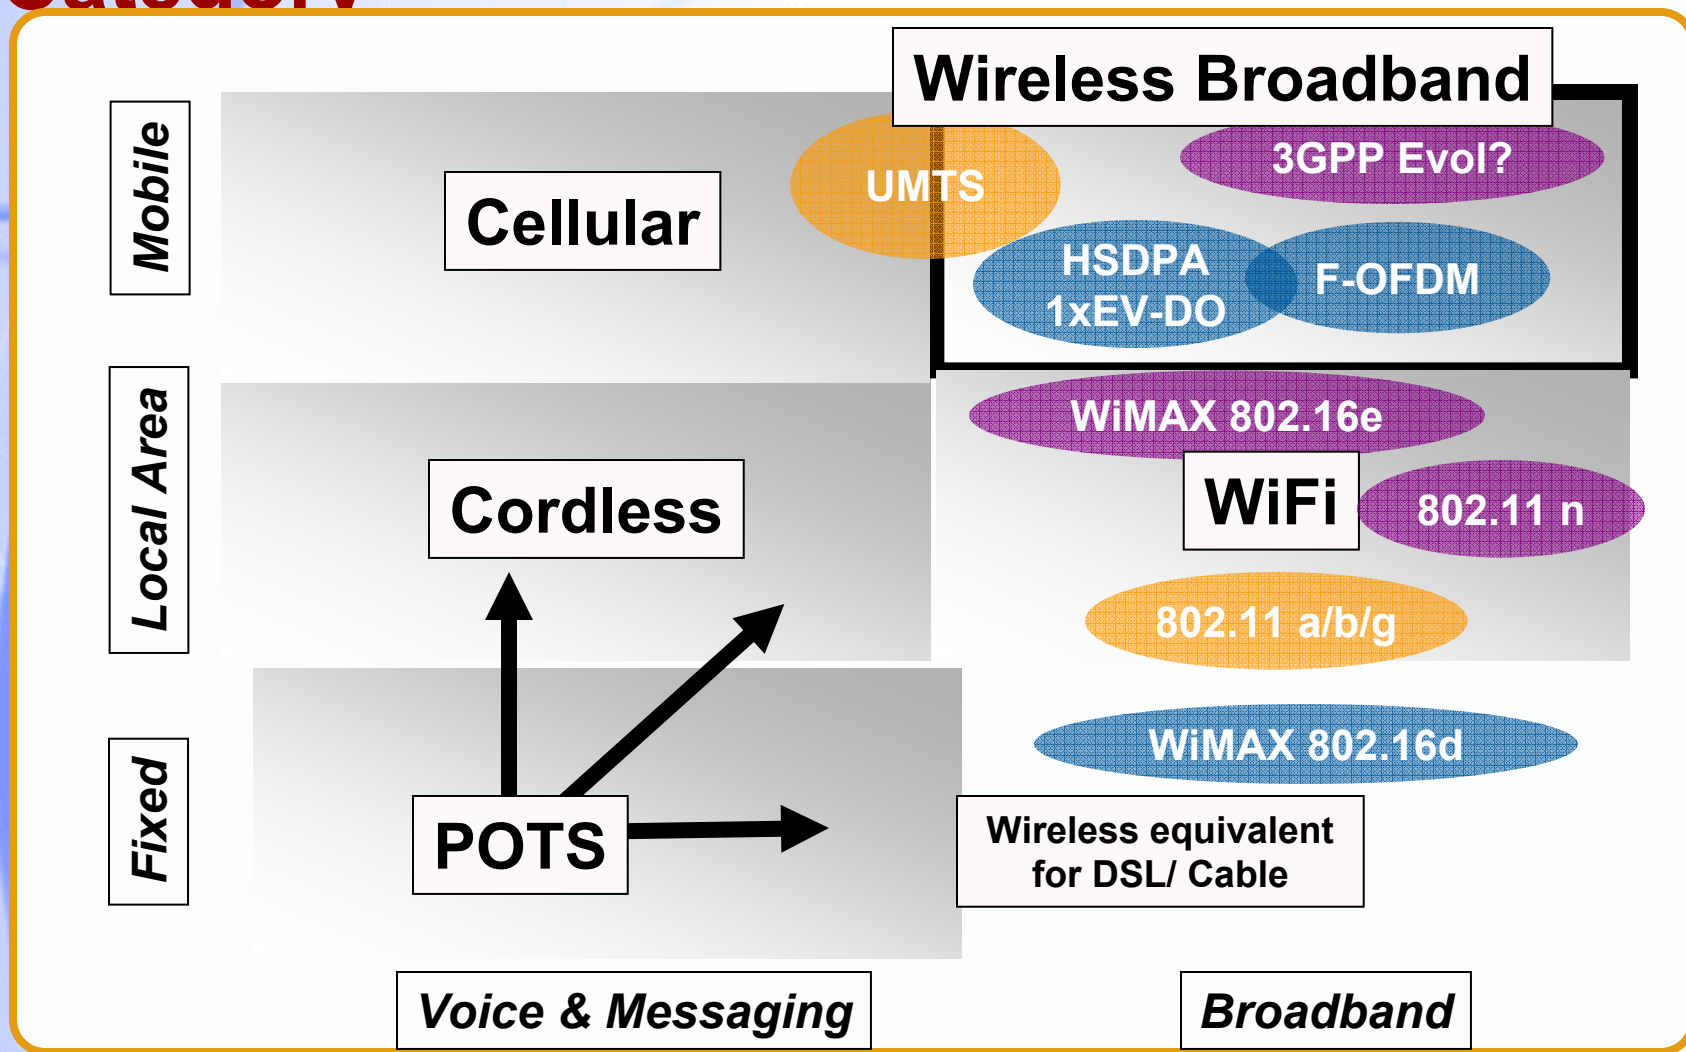 Category
Wireless Broadband
Mobile
Cellular
UMTS
3GPP Evol?
HSDPA
1xEV-DO
F-OFDM
Local Area
Cordless
WiMAX 802.16e
WiFi
802.11 n
802.11 a/b/g
Fixed
POTS
WiMAX 802.16d
Wireless equivalent
for DSL/ Cable
Voice & Messaging
Broadband